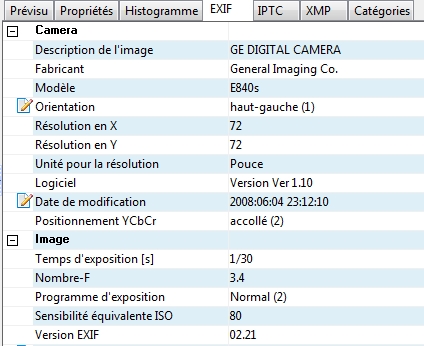 Prévisu Propriétés Histogramme EXIF IPTC XMP Catégories
Camera
Description de l'image GE DIGITAL CAMERA
Fabricant General Imaging Co.
Modèle E840s
Orientation haut-gauche (1)
Résolution en X 72
Résolution en Y 72
Unité pour la résolution Pouce
Logiciel Version Ver 1.10
Date de modification 2008:06:04 23:12:10
Positionnement YCbCr accollé (2)
Image
Temps d'exposition [s] 1/30
Nombre-F 3.4
Programme d'exposition Normal (2)
Sensibilité équivalente ISO 80
Version EXIF 02.21